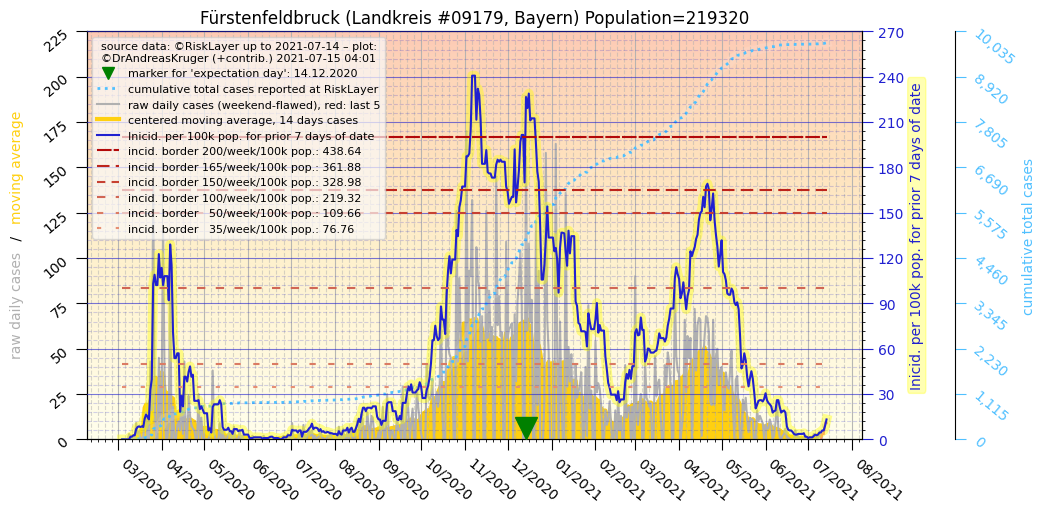 Fürstenfeldbruck (Landkreis #09179, Bayern) Population=219320
source data: ©RiskLayer up to 2021-07-14 – plot:
©DrAndreasKruger (+contrib.) 2021-07-15 04:01
marker for 'expectation day': 14.12.2020
cumulative total cases reported at RiskLayer
raw daily cases (weekend-flawed), red: last 5
centered moving average, 14 days cases
Inicid. per 100k pop. for prior 7 days of date
incid. border 200/week/100k pop.: 438.64
incid. border 165/week/100k pop.: 361.88
incid. border 150/week/100k pop.: 328.98
incid. border 100/week/100k pop.: 219.32
incid. border   50/week/100k pop.: 109.66
incid. border   35/week/100k pop.: 76.76
raw daily cases   /   moving average
225
200
175
150
125
100
75
50
25
0
270
240
210
180
150
120
90
60
30
0
Inicid. per 100k pop. for prior 7 days of date
10,035
8,920
7,805
6,690
5,575
4,460
3,345
2,230
1,115
0
cumulative total cases
03/2020
04/2020
05/2020
06/2020
07/2020
08/2020
09/2020
10/2020
11/2020
12/2020
01/2021
02/2021
03/2021
04/2021
05/2021
06/2021
07/2021
08/2021